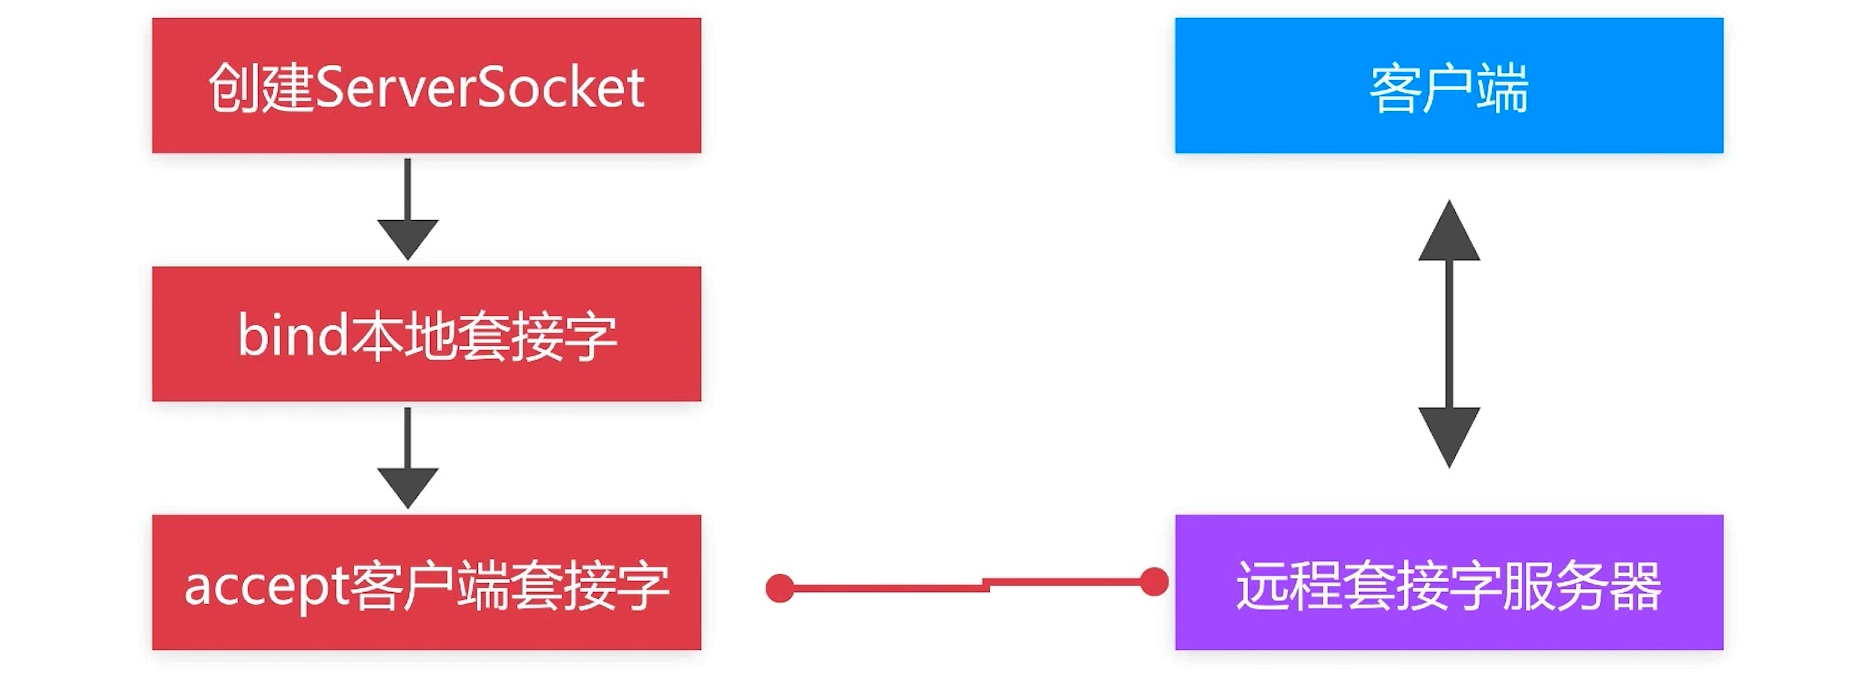 创建ServerSocket
bind本地套接字
accept客户端套接字
客户端
远程套接字服务器